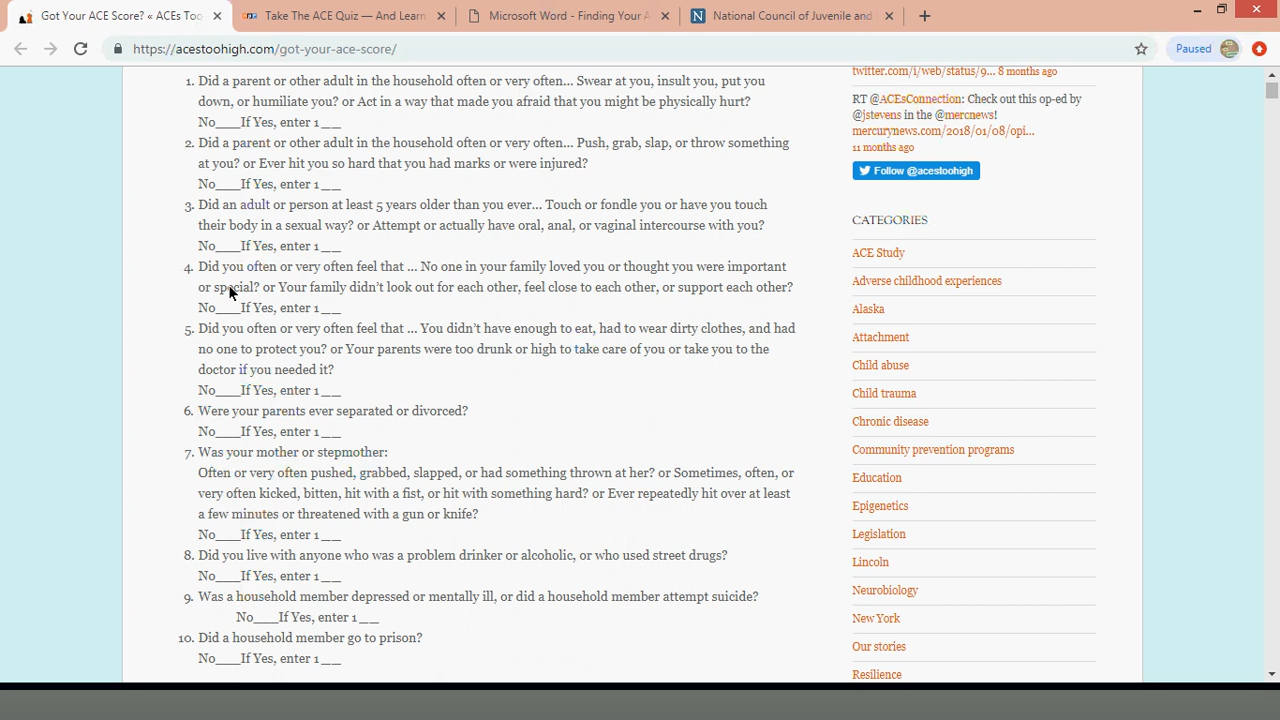 Got Your ACE Score? « ACEs Too
Take The ACE Quiz — And Learn
Microsoft Word - Finding Your A
National Council of Juvenile and
https://acestoohigh.com/got-your-ace-score/
Paused
1. Did a parent or other adult in the household often or very often... Swear at you, insult you, put you
down, or humiliate you? or Act in a way that made you afraid that you might be physically hurt?
No___If Yes, enter 1 __
2. Did a parent or other adult in the household often or very often... Push, grab, slap, or throw something
at you? or Ever hit you so hard that you had marks or were injured?
No___If Yes, enter 1 __
3. Did an adult or person at least 5 years older than you ever... Touch or fondle you or have you touch
their body in a sexual way? or Attempt or actually have oral, anal, or vaginal intercourse with you?
No___If Yes, enter 1 __
4. Did you often or very often feel that ... No one in your family loved you or thought you were important
or special? or Your family didn't look out for each other, feel close to each other, or support each other?
No___If Yes, enter 1 __
5. Did you often or very often feel that ... You didn't have enough to eat, had to wear dirty clothes, and had
no one to protect you? or Your parents were too drunk or high to take care of you or take you to the
doctor if you needed it?
No___If Yes, enter 1 __
6. Were your parents ever separated or divorced?
No___If Yes, enter 1 __
7. Was your mother or stepmother:
Often or very often pushed, grabbed, slapped, or had something thrown at her? or Sometimes, often, or
very often kicked, bitten, hit with a fist, or hit with something hard? or Ever repeatedly hit over at least
a few minutes or threatened with a gun or knife?
No___If Yes, enter 1 __
8. Did you live with anyone who was a problem drinker or alcoholic, or who used street drugs?
No___If Yes, enter 1 __
9. Was a household member depressed or mentally ill, or did a household member attempt suicide?
No___If Yes, enter 1 __
10. Did a household member go to prison?
No___If Yes, enter 1 __
twitter.com/i/web/status/9... 8 months ago
RT @ACEsConnection: Check out this op-ed by
@jstevens in the @mercnews!
mercurynews.com/2018/01/08/opi...
11 months ago
Follow @acestoohigh
CATEGORIES
ACE Study
Adverse childhood experiences
Alaska
Attachment
Child abuse
Child trauma
Chronic disease
Community prevention programs
Education
Epigenetics
Legislation
Lincoln
Neurobiology
New York
Our stories
Resilience